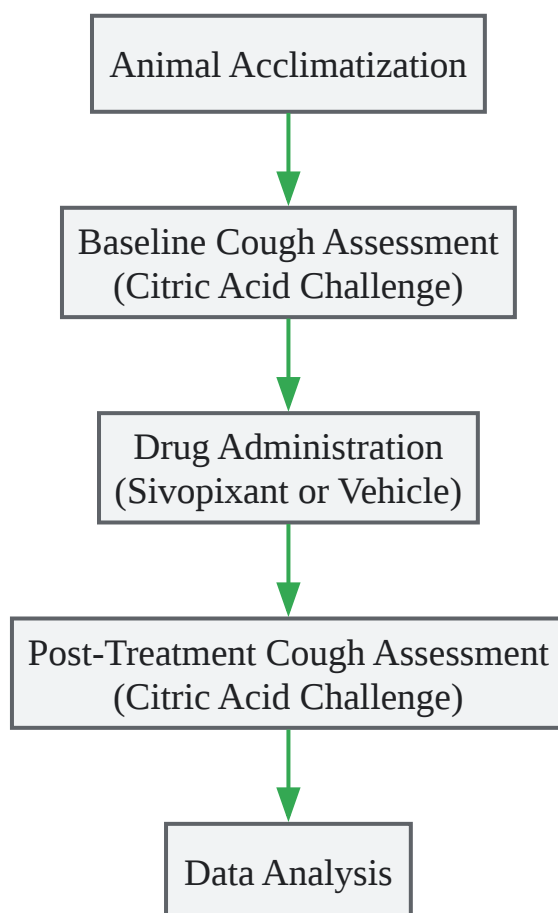 Animal Acclimatization
Baseline Cough Assessment
(Citric Acid Challenge)
Drug Administration
(Sivopixant or Vehicle)
Post-Treatment Cough Assessment
(Citric Acid Challenge)
Data Analysis